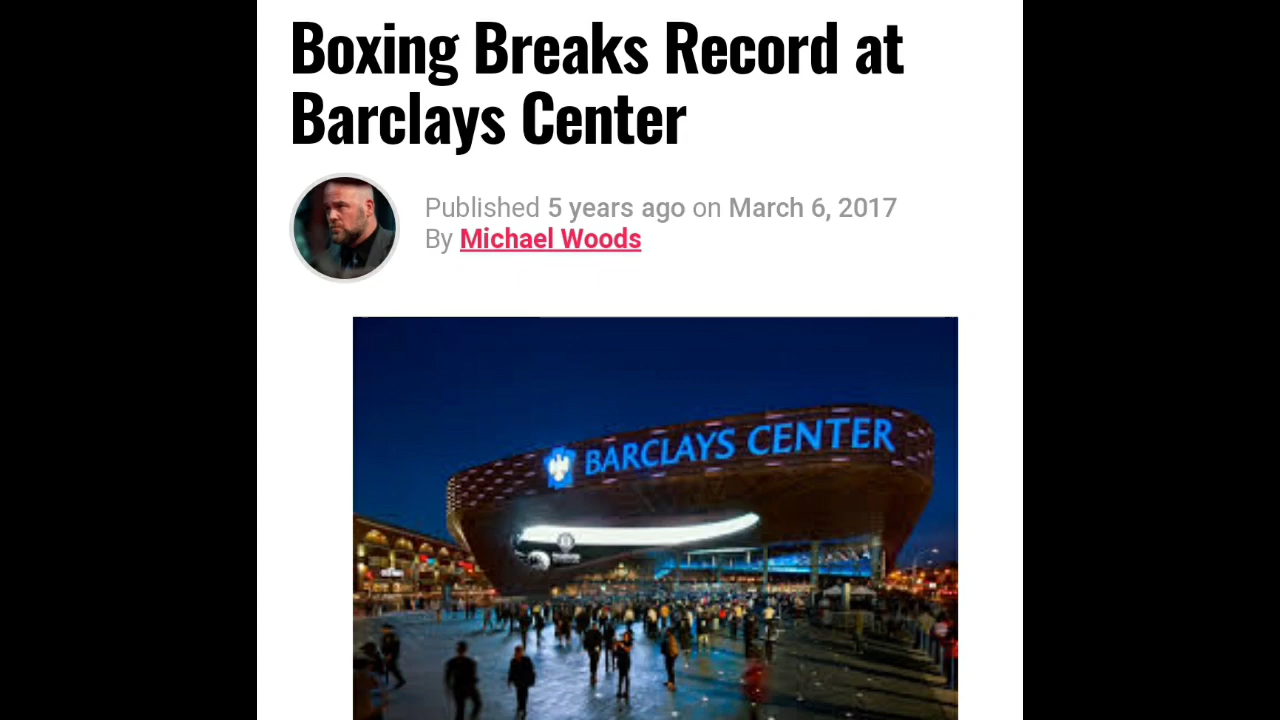 Boxing Breaks Record at
Barclays Center
Published 5 years ago on March 6, 2017
By Michael Woods
BARCLAYS CENTER